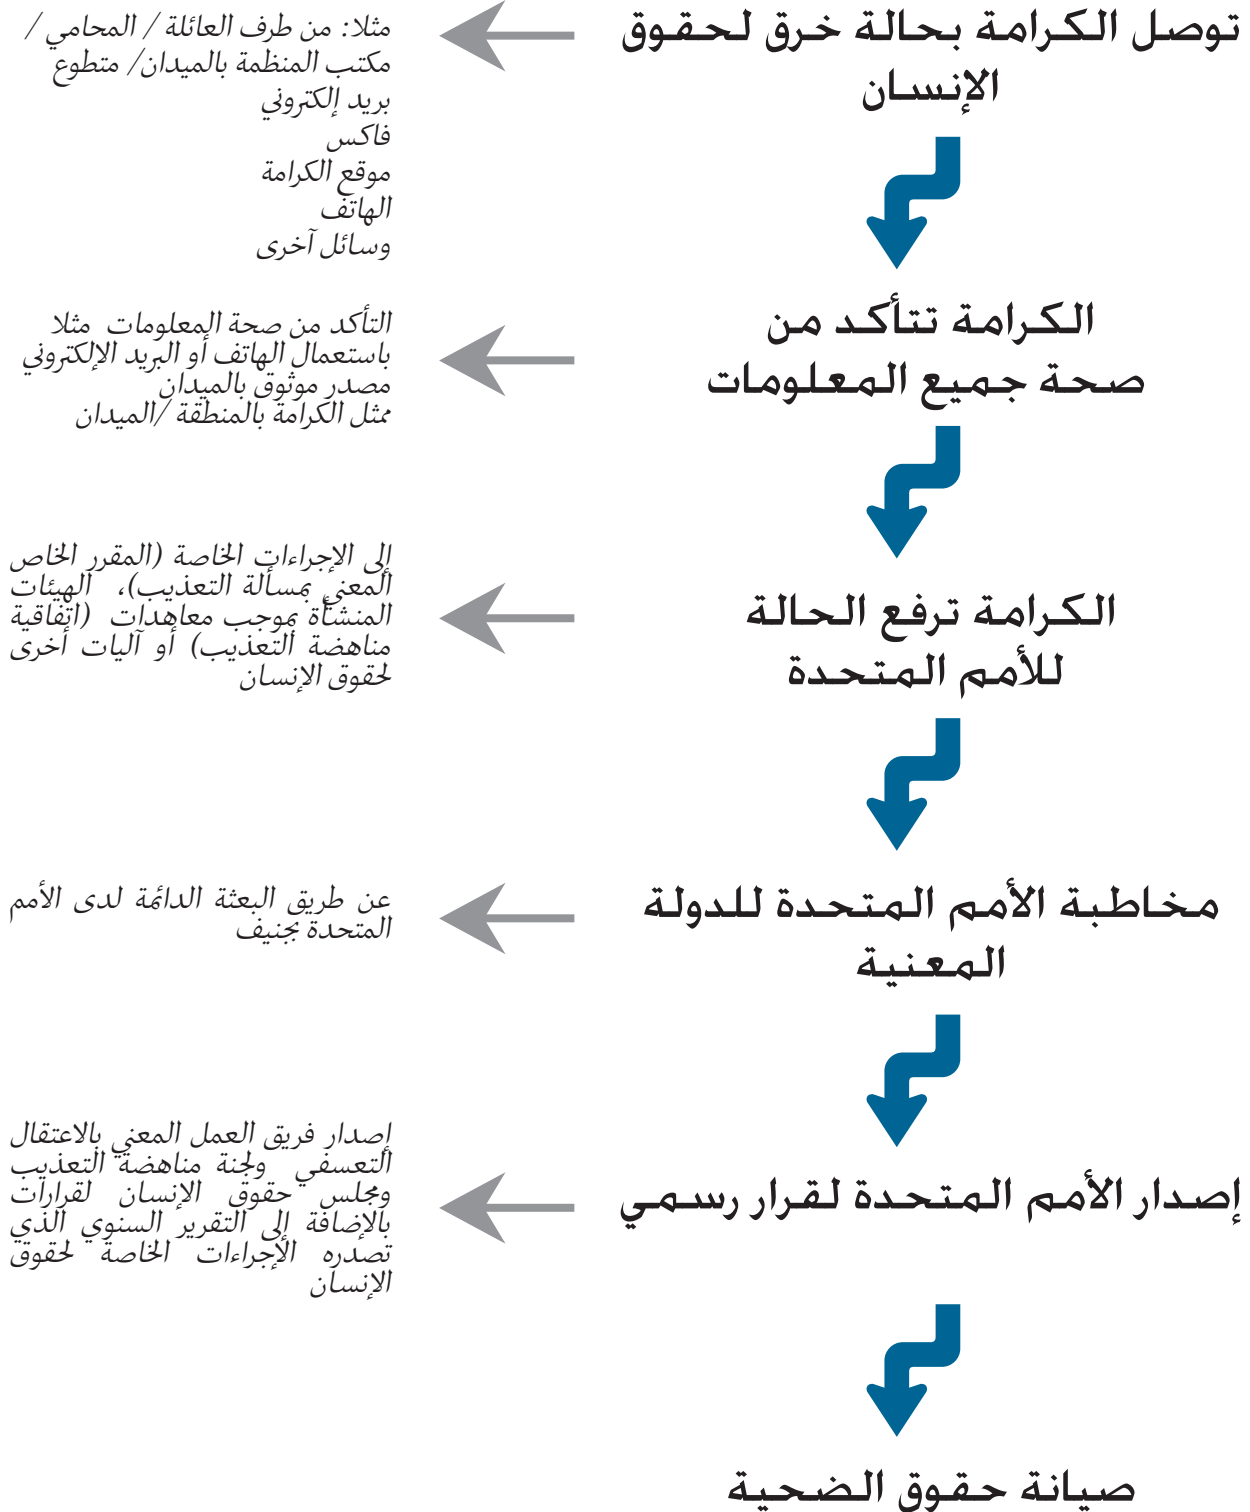 توصل الكرامة بحالة خرق لحقوق
الإنسان
مثلا: من طرف العائلة / المحامي /
مكتب المنظمة بالميدان/ متطوع
بريد إلكتروني
فاكس
موقع الكرامة
الهاتف
وسائل آخرى
الكرامة تتأكد من
صحة جميع المعلومات
التأكد من صحة المعلومات مثلا
باستعمال الهاتف أو البريد الإلكتروني
مصدر موثوق بالميدان
ممثل الكرامة بالمنطقة /الميدان
الكرامة ترفع الحالة
للأمم المتحدة
إلى الإجراءات الخاصة (المقرر الخاص
المعني بمسألة التعذيب)، الهيئات
المنشأة بموجب معاهدات (اتفاقية
مناهضة التعذيب) أو آليات أخرى
لحقوق الإنسان
مخاطبة الأمم المتحدة للدولة
المعنية
عن طريق البعثة الدائمة لدى الأمم
المتحدة بجنيف
إصدار الأمم المتحدة لقرار رسمي
إصدار فريق العمل المعني بالاعتقال
التعسفي ولجنة مناهضة التعذيب
ومجلس حقوق الإنسان لقرارات
بالإضافة إلى التقرير السنوي الذي
تصدره الإجراءات الخاصة لحقوق
الإنسان
صيانة حقوق الضحية